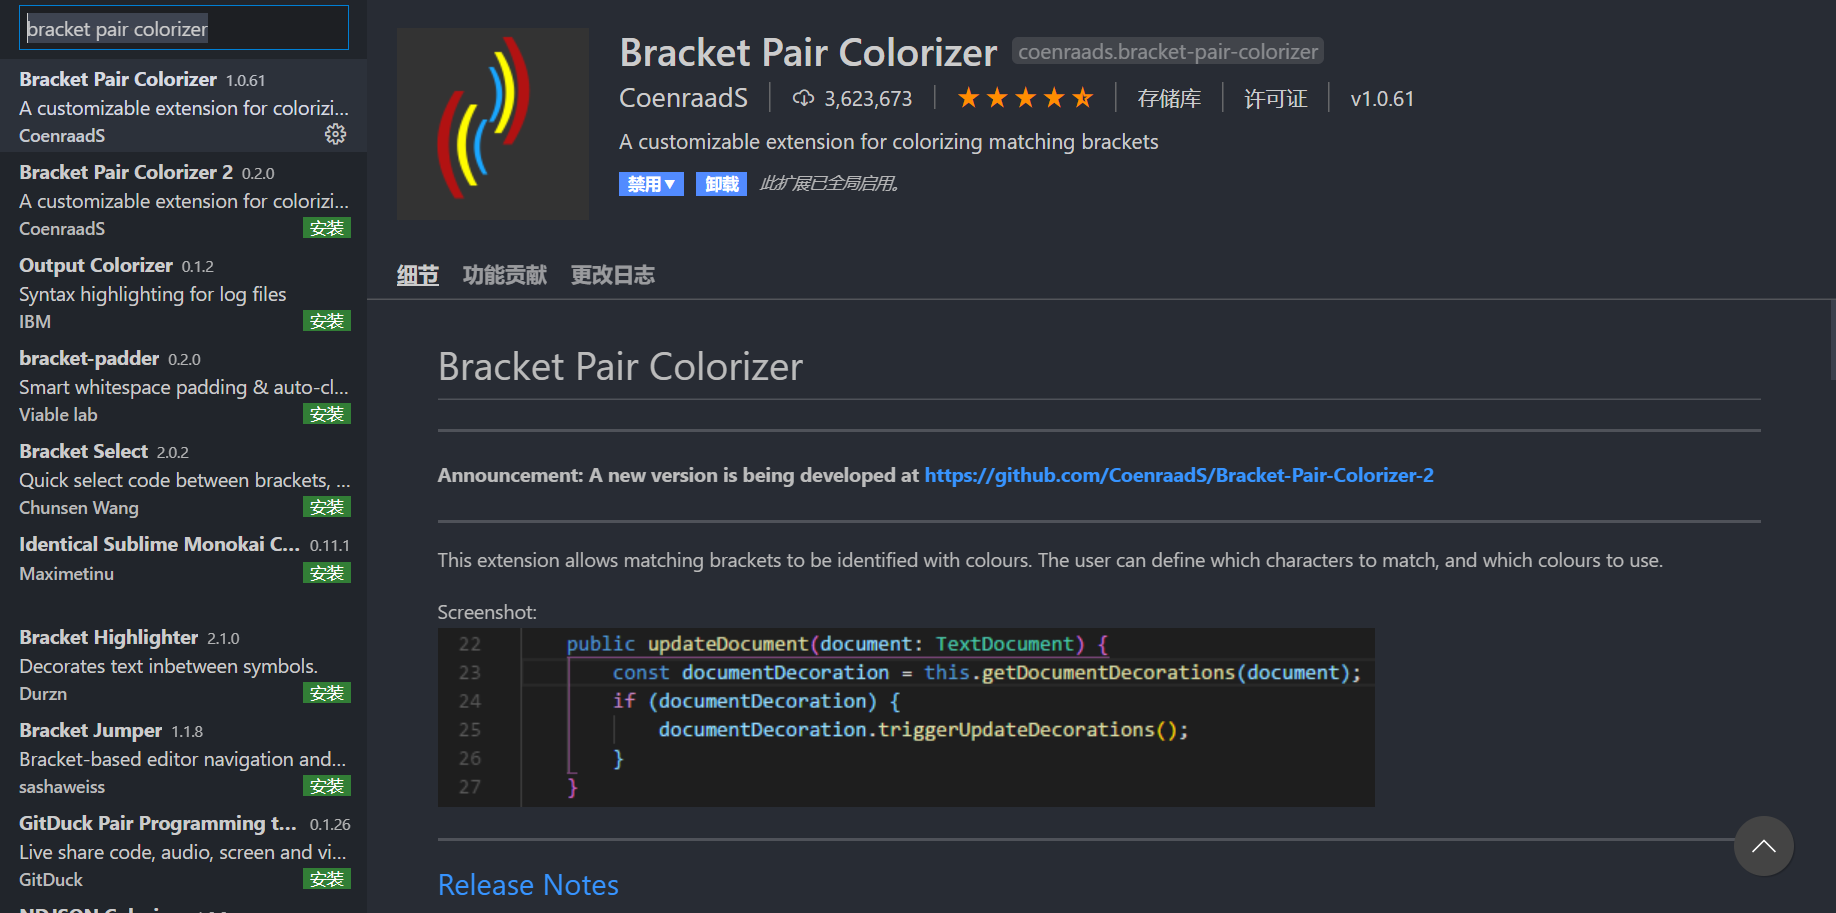 bracket pair colorizer
Bracket Pair Colorizer 1.0.61
A customizable extension for colorizi...
CoenraadS
Bracket Pair Colorizer 2 0.2.0
A customizable extension for colorizi...
CoenraadS 安装
Output Colorizer 0.1.2
Syntax highlighting for log files
IBM 安装
bracket-padder 0.2.0
Smart whitespace padding & auto-cl...
Viable lab 安装
Bracket Select 2.0.2
Quick select code between brackets, ...
Chunsen Wang 安装
Identical Sublime Monokai C... 0.11.1
Maximetinu 安装
Bracket Highlighter 2.1.0
Decorates text inbetween symbols.
Durzn 安装
Bracket Jumper 1.1.8
Bracket-based editor navigation and...
sashaweiss 安装
GitDuck Pair Programming t... 0.1.26
Live share code, audio, screen and vi...
GitDuck 安装
Bracket Pair Colorizer coenraads.bracket-pair-colorizer
CoenraadS 3,623,673 存储库 许可证 v1.0.61
A customizable extension for colorizing matching brackets
禁用▼ 卸载 此扩展已全局启用。
细节 功能贡献 更改日志
Bracket Pair Colorizer
Announcement: A new version is being developed at https://github.com/CoenraadS/Bracket-Pair-Colorizer-2
This extension allows matching brackets to be identified with colours. The user can define which characters to match, and which colours to use.
Screenshot:
22 public updateDocument(document: TextDocument) {
23 const documentDecoration = this.getDocumentDecorations(document);
24 if (documentDecoration) {
25 documentDecoration.triggerUpdateDecorations();
26 }
27 }
Release Notes